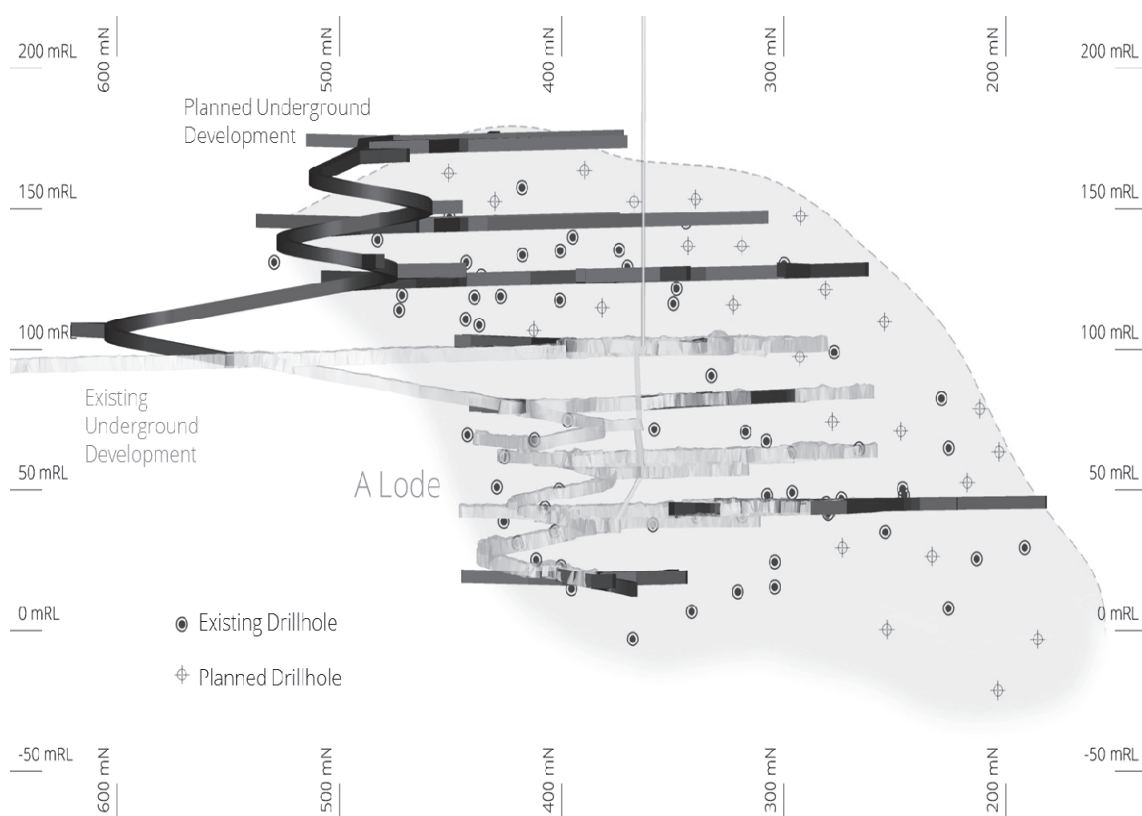 600 mN
500 mN
400 mN
300 mN
200 mN
200 mRL
200 mRL
Planned Underground
Development
150 mRL
150 mRL
100 mRL
100 mRL
Existing
Underground
Development
A Lode
50 mRL
50 mRL
0 mRL
0 mRL
Existing Drillhole
Planned Drillhole
-50 mRL
-50 mRL
600 mN
500 mN
400 mN
300 mN
200 mN